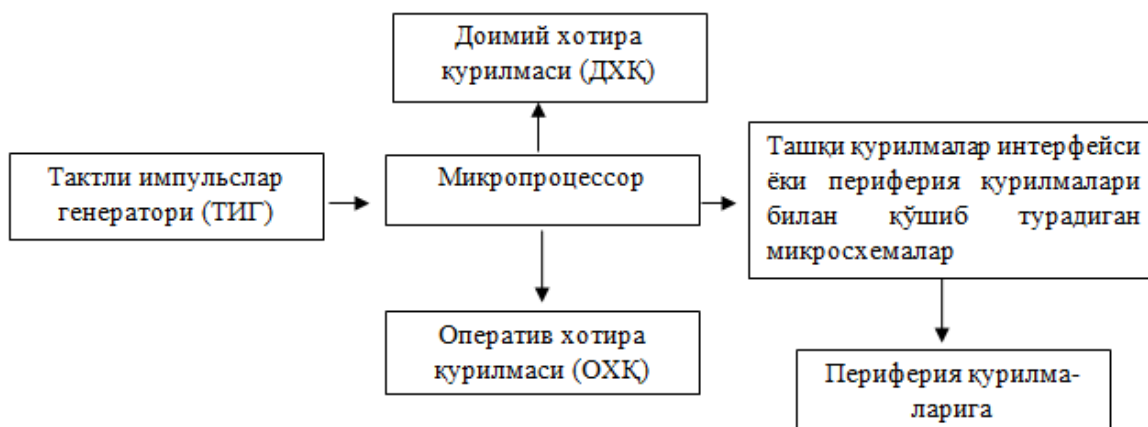 Доимий хотира
қурилмаси (ДХҚ)
Тактли импульслар
генератори (ТИГ)
Микропроцессор
Ташқи қурилмалар интерфейси
ёки периферия қурилмалари
билан қўшиб турадиган
микросхемалар
Оператив хотира
қурилмаси (ОХҚ)
Периферия қурилма-
ларига